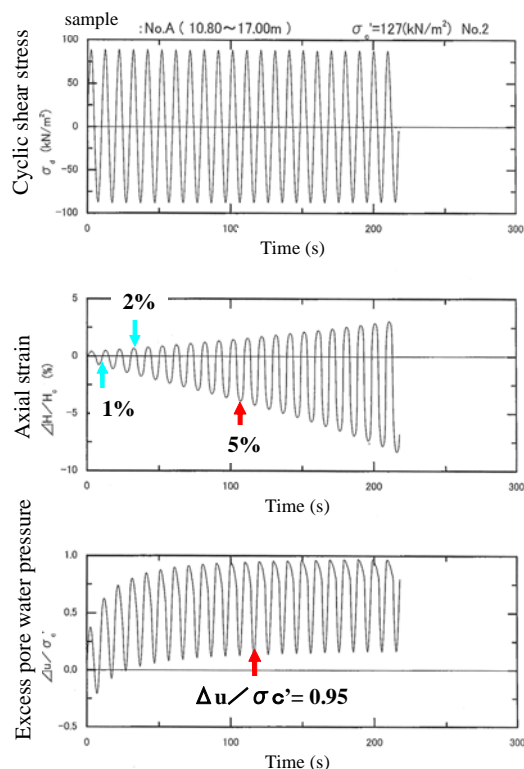 sample
:No.A ( 10.80～17.00m ) σc'=127(kN/m²) No.2
Cyclic shear stress
σd (kN/m²)
100
50
0
-50
-100
0 100 200 300
Time (s)
Axial strain
⊿H/Hc (%)
5
0
-5
-10
2%
1%
5%
0 100 200 300
Time (s)
Excess pore water pressure
⊿u/σc'
1.0
0.5
0.0
-0.5
Δu／σc'= 0.95
0 100 200 300
Time (s)